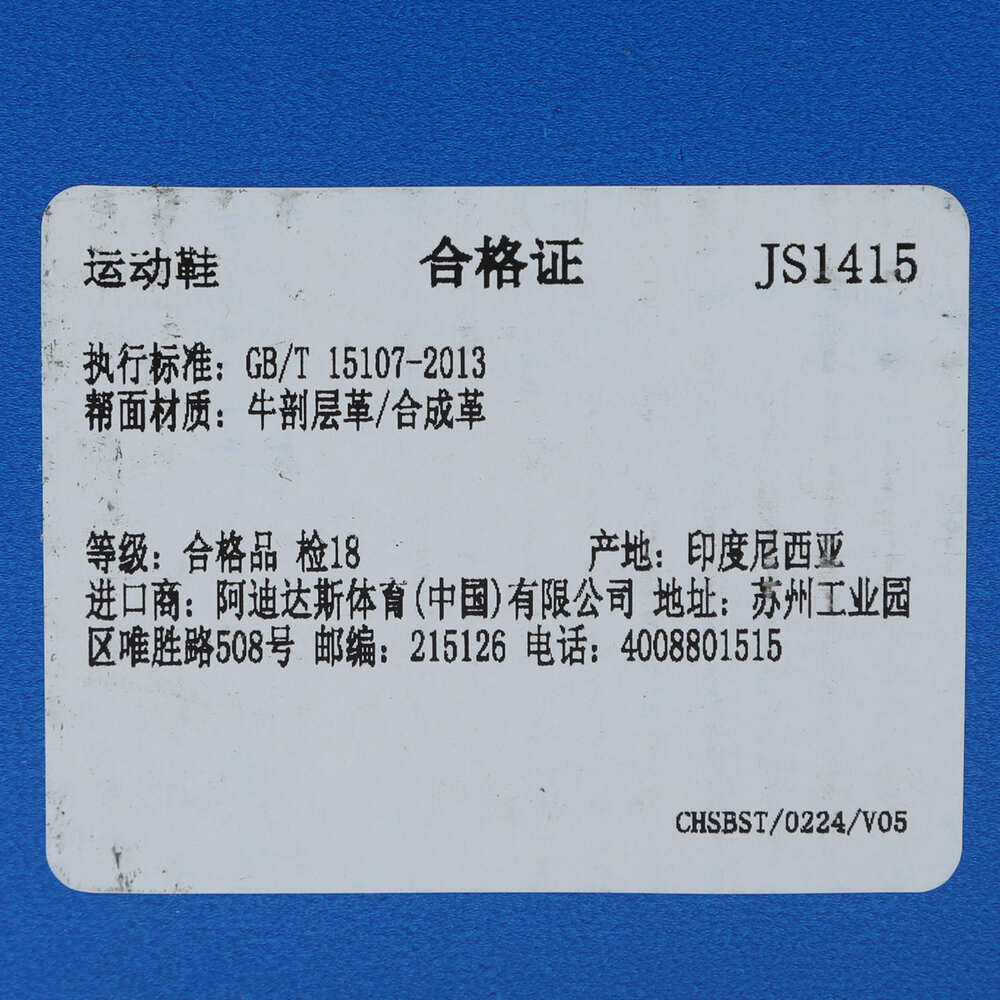 运动鞋 合格证 JS1415
执行标准：GB/T 15107-2013
帮面材质：牛剖层革/合成革
等级：合格品 检18 产地：印度尼西亚
进口商：阿迪达斯体育(中国)有限公司 地址：苏州工业园
区唯胜路508号 邮编：215126 电话：4008801515
CHSBST/0224/V05